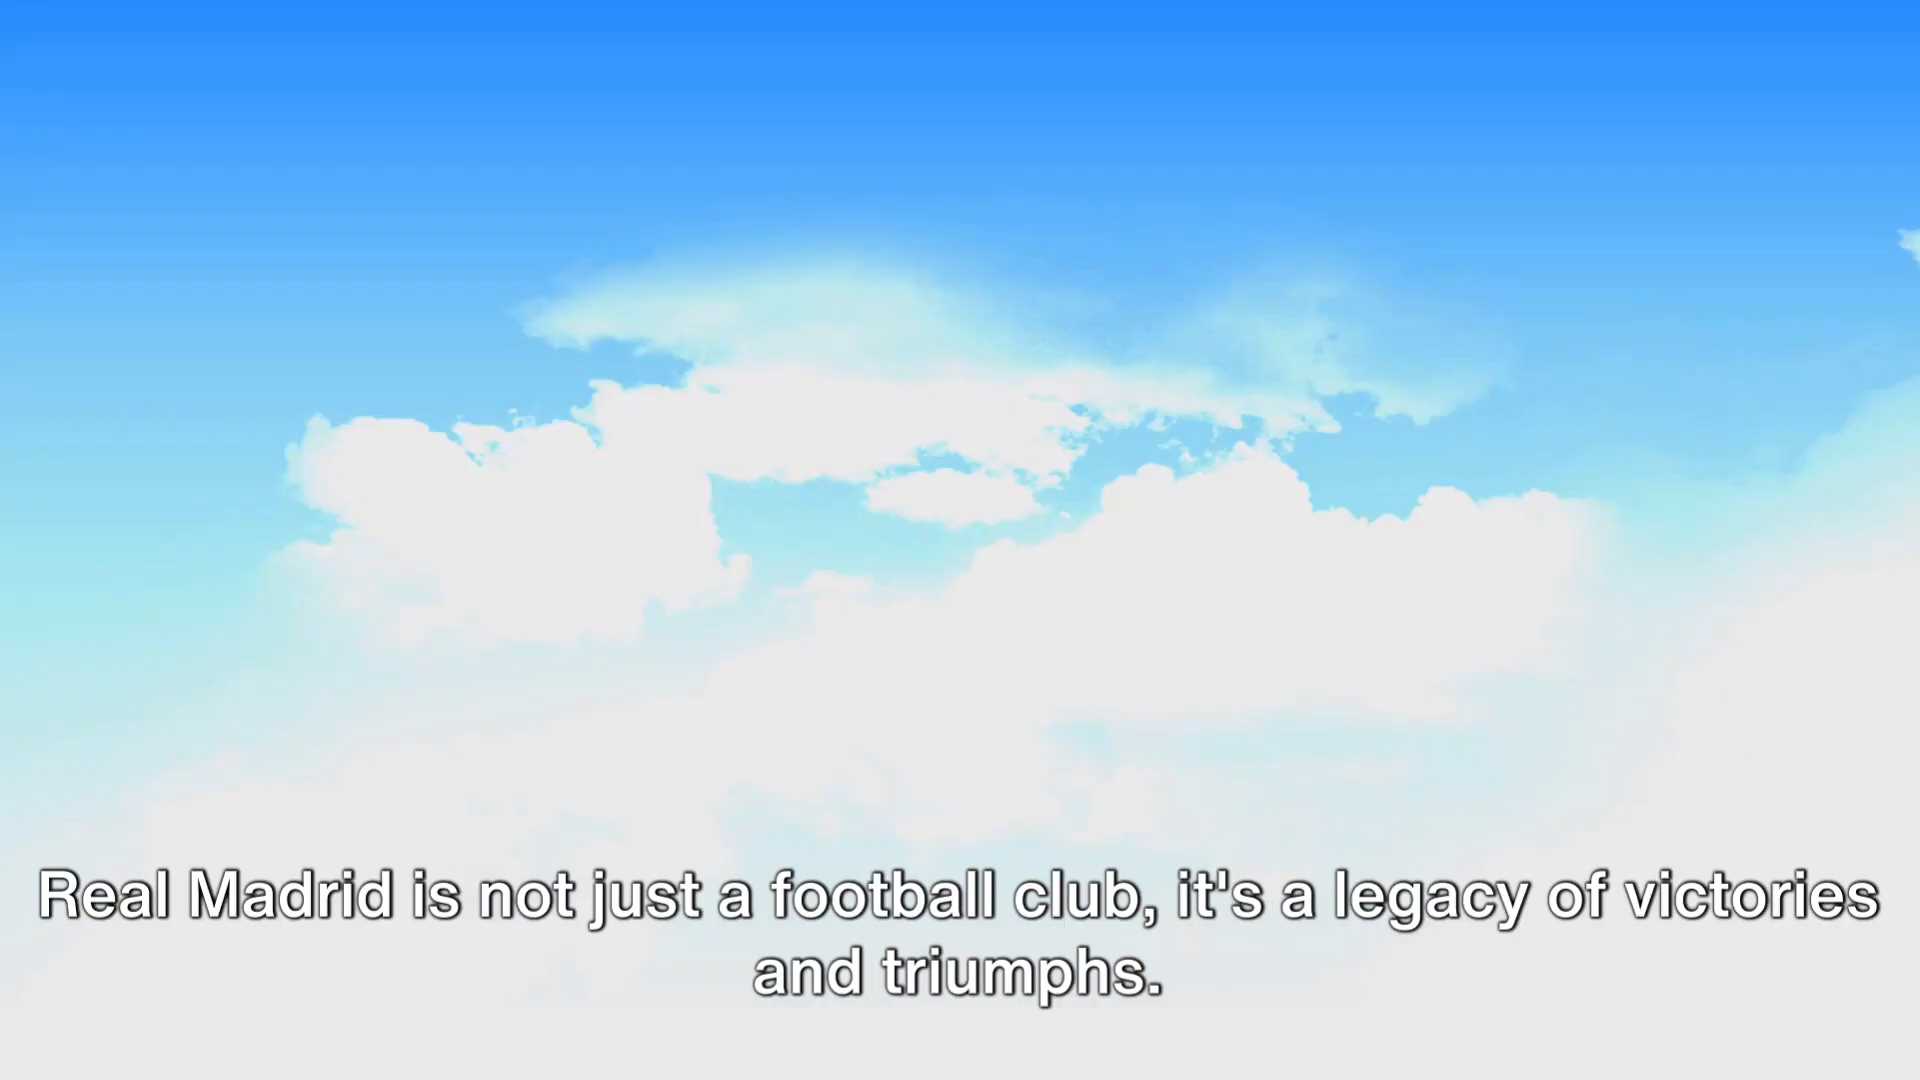 Real Madrid is not just a football club, it's a legacy of victories
and triumphs.